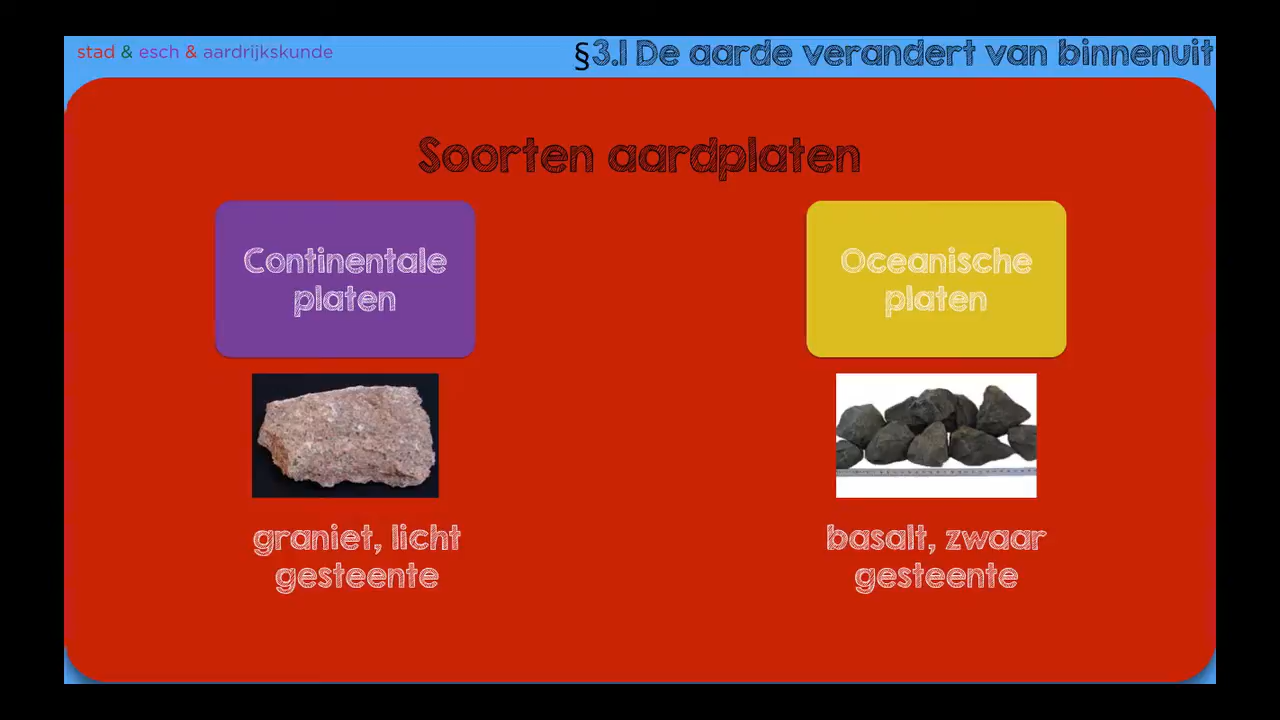 stad & esch & aardrijkskunde
§3.1 De aarde verandert van binnenuit
Soorten aardplaten
Continentale
platen
graniet, licht
gesteente
Oceanische
platen
basalt, zwaar
gesteente